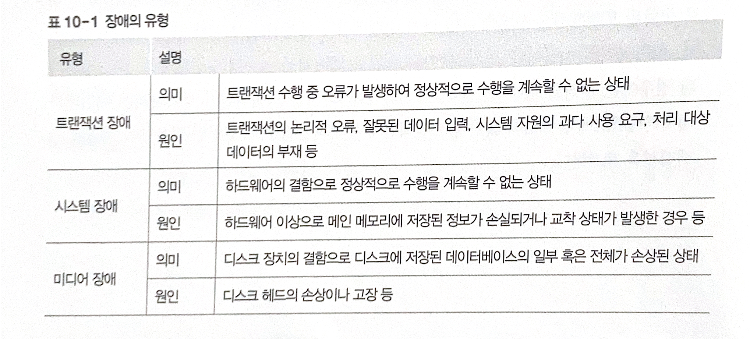 표 10-1 장애의 유형
유형 설명
트랜잭션 장애 의미 트랜잭션 수행 중 오류가 발생하여 정상적으로 수행을 계속할 수 없는 상태
원인 트랜잭션의 논리적 오류, 잘못된 데이터 입력, 시스템 자원의 과다 사용 요구, 처리 대상
데이터의 부재 등
시스템 장애 의미 하드웨어의 결함으로 정상적으로 수행을 계속할 수 없는 상태
원인 하드웨어 이상으로 메인 메모리에 저장된 정보가 손실되거나 교착 상태가 발생한 경우 등
미디어 장애 의미 디스크 장치의 결함으로 디스크에 저장된 데이터베이스의 일부 혹은 전체가 손상된 상태
원인 디스크 헤드의 손상이나 고장 등